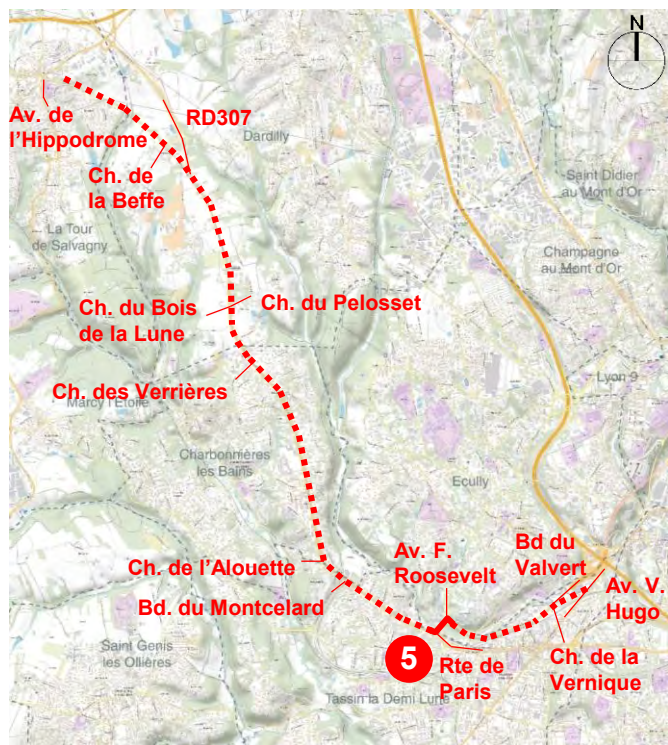 N
Av. de
l'Hippodrome
RD307
Dardilly
Ch. de
la Beffe
Saint Didier
au Mont d'Or
La Tour
de Salvagny
Champagne
au Mont d'Or
Ch. du Bois
de la Lune
Ch. du Pelosset
Ch. des Verrières
Lyon 9
Marcy l'Etoile
Charbonnières
les Bains
Ecully
Av. F.
Roosevelt
Bd du
Valvert
Ch. de l'Alouette
Bd. du Montcelard
Av. V.
Hugo
Saint Genis
les Ollières
5
Rte de
Paris
Ch. de la
Vernique
Tassin la Demi Lune